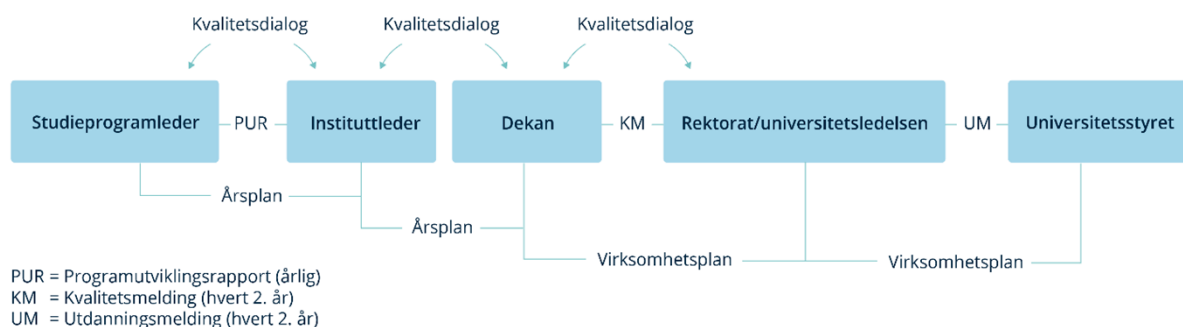 Kvalitetsdialog
Kvalitetsdialog
Kvalitetsdialog
Studieprogramleder
PUR
Instituttleder
Dekan
KM
Rektorat/universitetsledelsen
UM
Universitetsstyret
Årsplan
Årsplan
Virksomhetsplan
Virksomhetsplan
PUR = Programutviklingsrapport (årlig)
KM = Kvalitetsmelding (hvert 2. år)
UM = Utdanningsmelding (hvert 2. år)